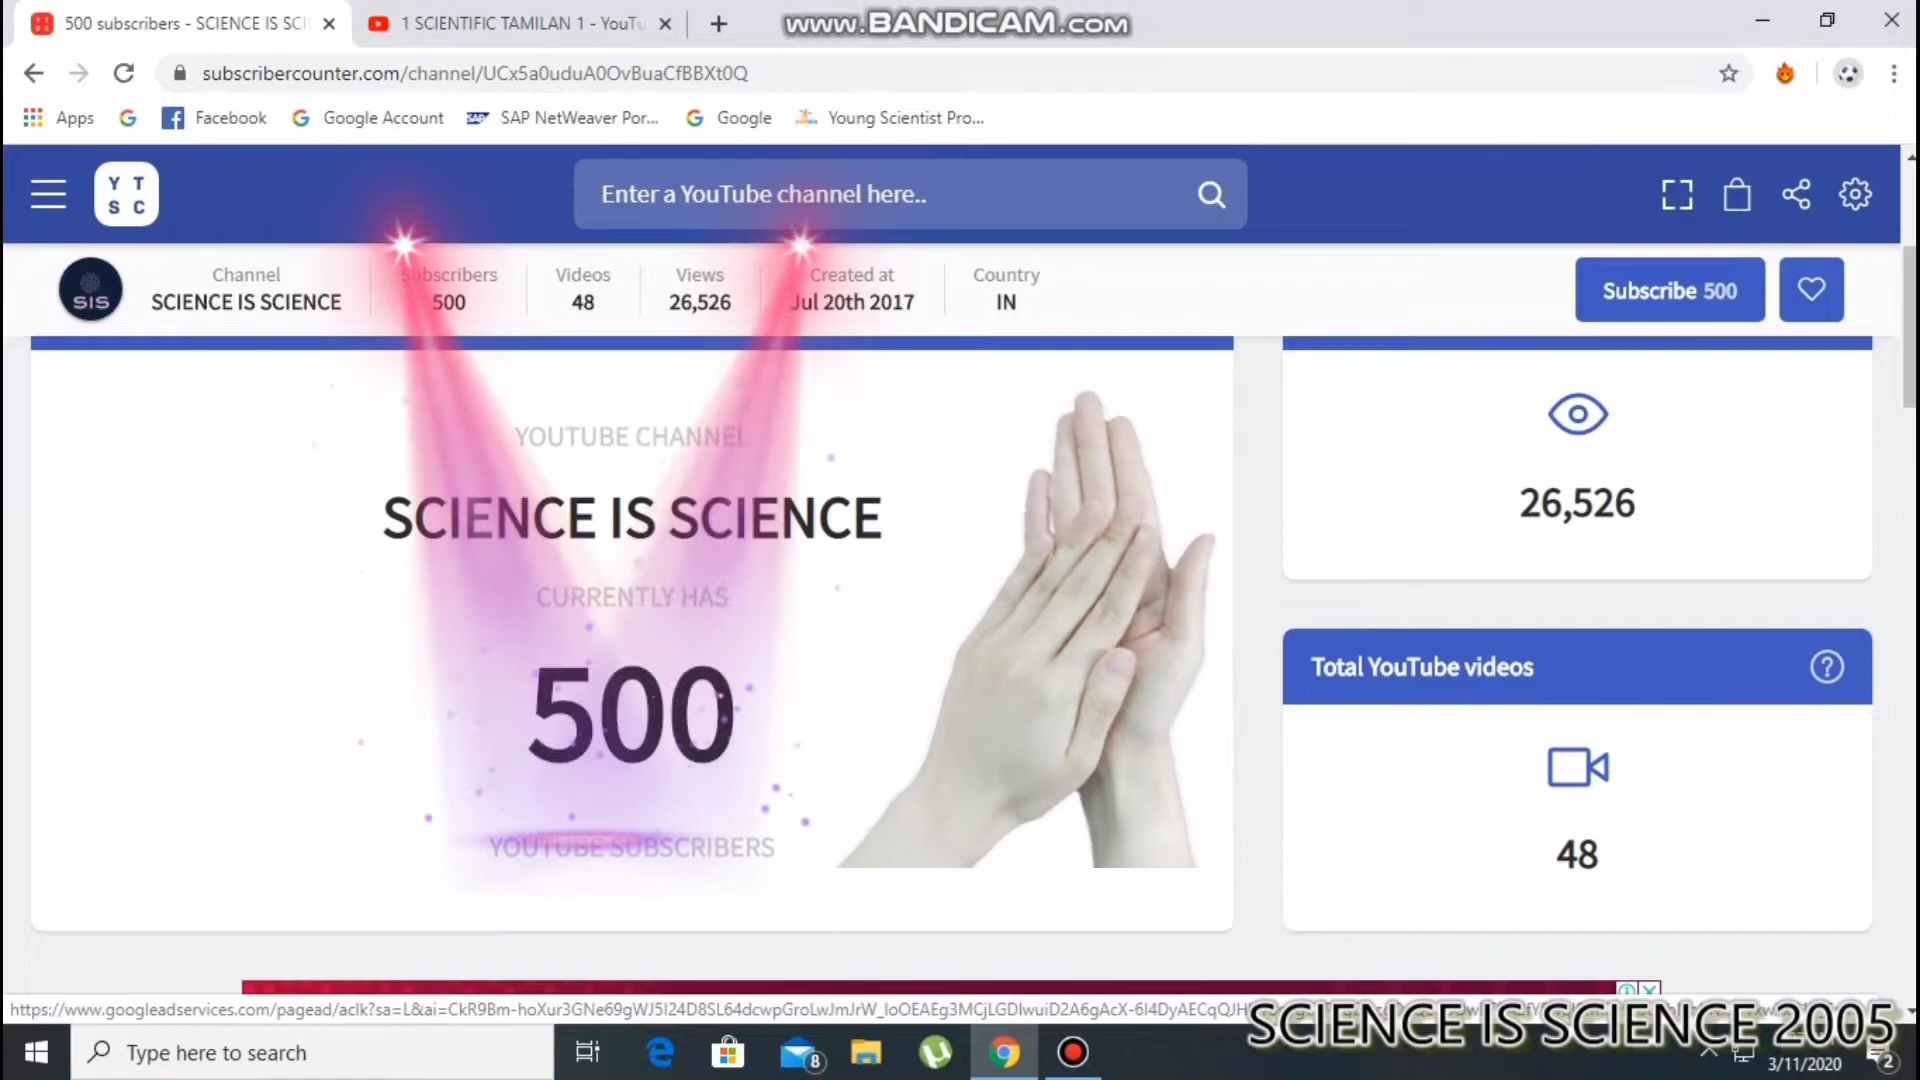 500 subscribers - SCIENCE IS SCI
1 SCIENTIFIC TAMILAN 1 - YouTu
www.BANDICAM.com
subscribercounter.com/channel/UCx5a0uduA0OvBuaCfBBXt0Q
Apps
Facebook
Google Account
SAP NetWeaver Por...
Google
Young Scientist Pro...
Y T
S C
Enter a YouTube channel here..
SIS
Channel
SCIENCE IS SCIENCE
Subscribers
500
Videos
48
Views
26,526
Created at
Jul 20th 2017
Country
IN
Subscribe 500
YOUTUBE CHANNEL
SCIENCE IS SCIENCE
CURRENTLY HAS
500
YOUTUBE SUBSCRIBERS
26,526
Total YouTube videos
48
SCIENCE IS SCIENCE 2005
Type here to search
8
3/11/2020
2